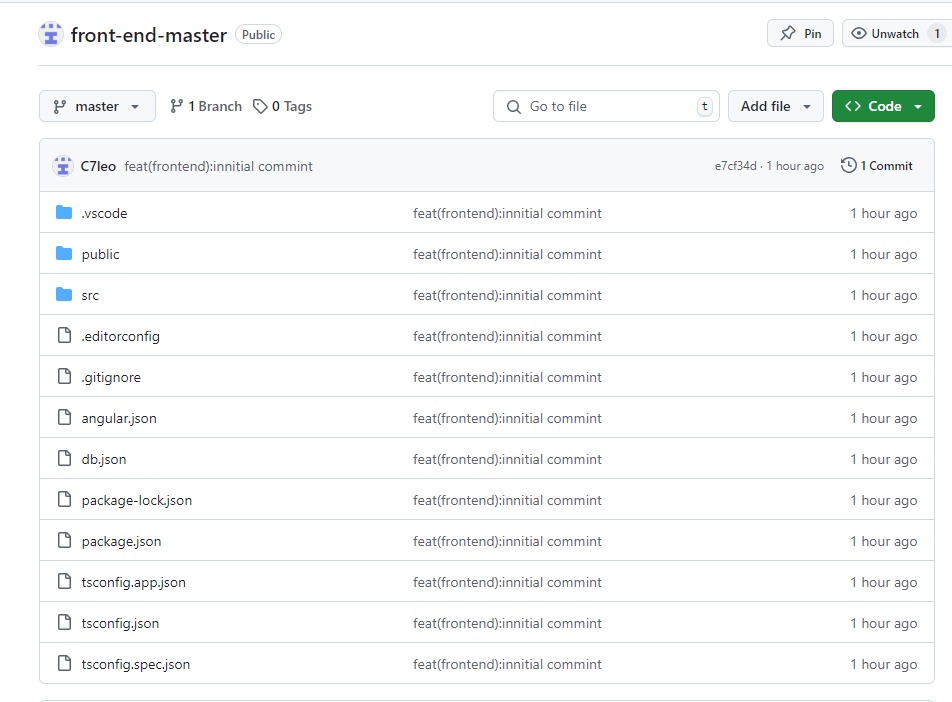 front-end-master Public Pin Unwatch 1
master 1 Branch 0 Tags Go to file t Add file Code
C7leo feat(frontend):innitial commint e7cf34d · 1 hour ago 1 Commit
.vscode feat(frontend):innitial commint 1 hour ago
public feat(frontend):innitial commint 1 hour ago
src feat(frontend):innitial commint 1 hour ago
.editorconfig feat(frontend):innitial commint 1 hour ago
.gitignore feat(frontend):innitial commint 1 hour ago
angular.json feat(frontend):innitial commint 1 hour ago
db.json feat(frontend):innitial commint 1 hour ago
package-lock.json feat(frontend):innitial commint 1 hour ago
package.json feat(frontend):innitial commint 1 hour ago
tsconfig.app.json feat(frontend):innitial commint 1 hour ago
tsconfig.json feat(frontend):innitial commint 1 hour ago
tsconfig.spec.json feat(frontend):innitial commint 1 hour ago